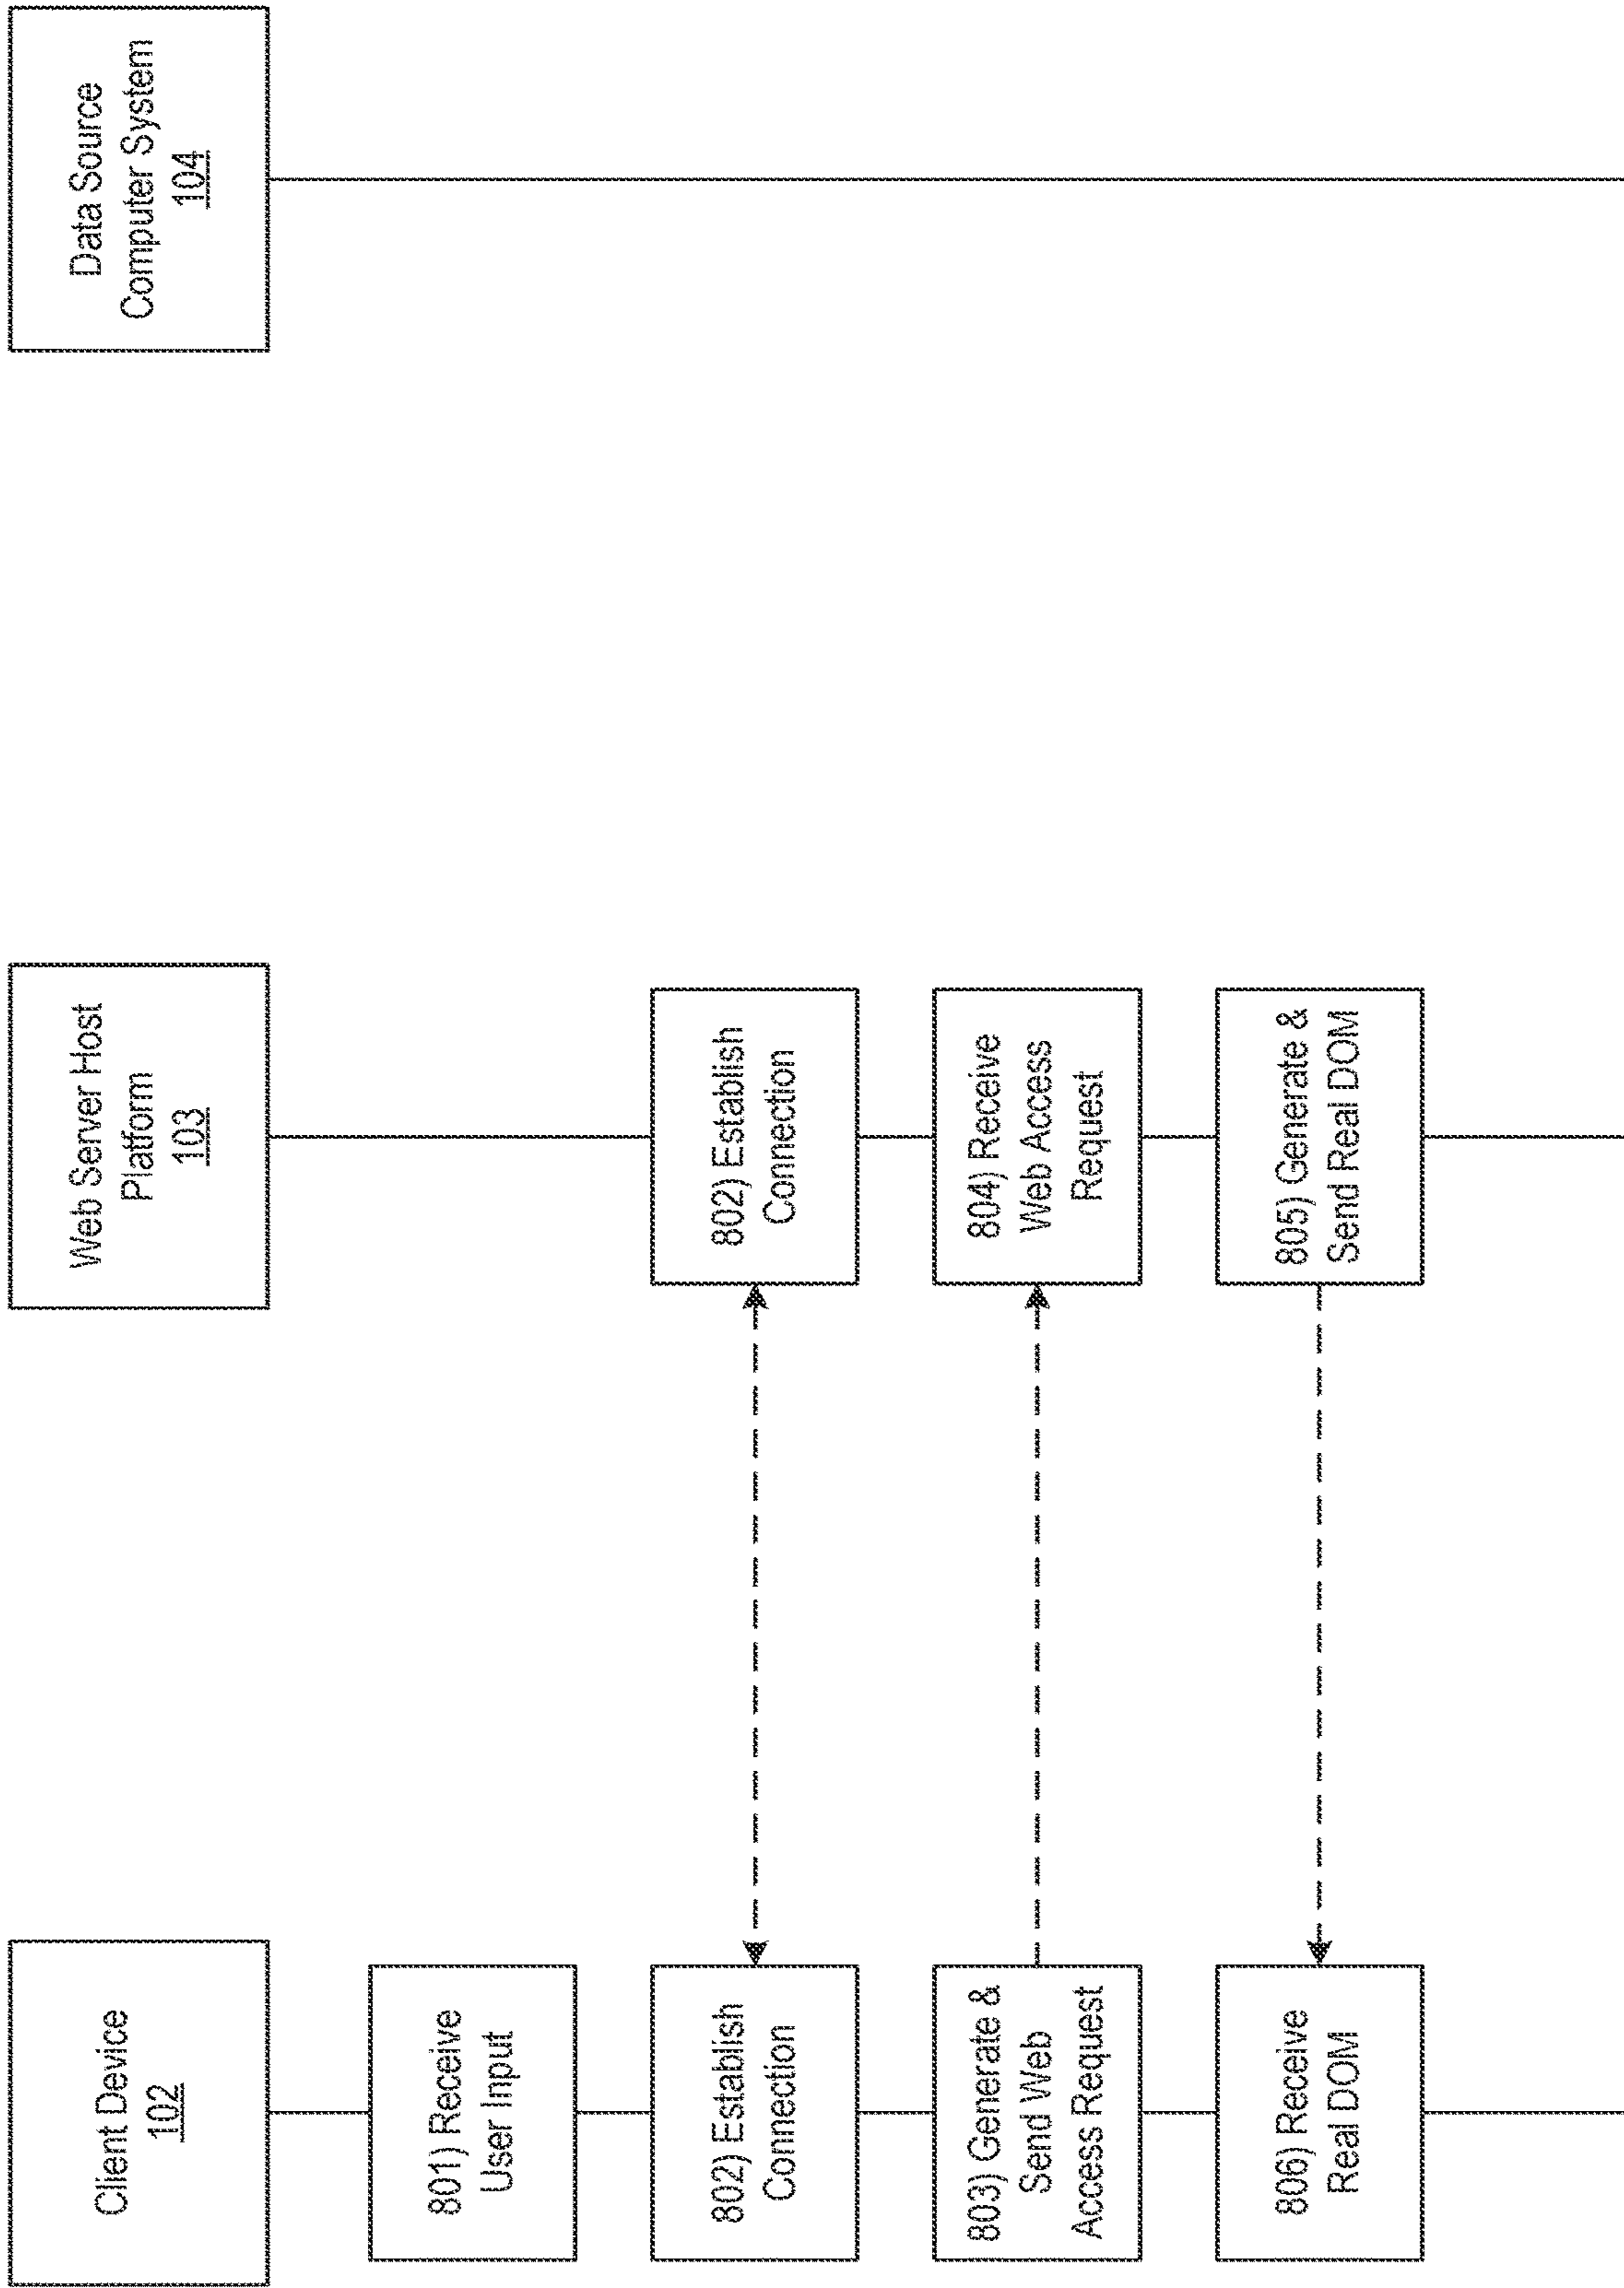 Client Device
102
Web Server Host
Platform
103
Data Source
Computer System
104
801) Receive
User Input
802) Establish
Connection
802) Establish
Connection
803) Generate &
Send Web
Access Request
804) Receive
Web Access
Request
806) Receive
Real DOM
805) Generate &
Send Real DOM